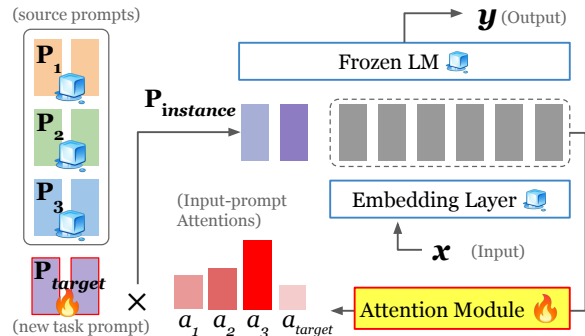 (source prompts)
P1
P2
P3
Ptarget
(new task prompt)
y (Output)
Frozen LM
Pinstance
Embedding Layer
(Input-prompt
Attentions)
x (Input)
×
a1 a2 a3 atarget
Attention Module